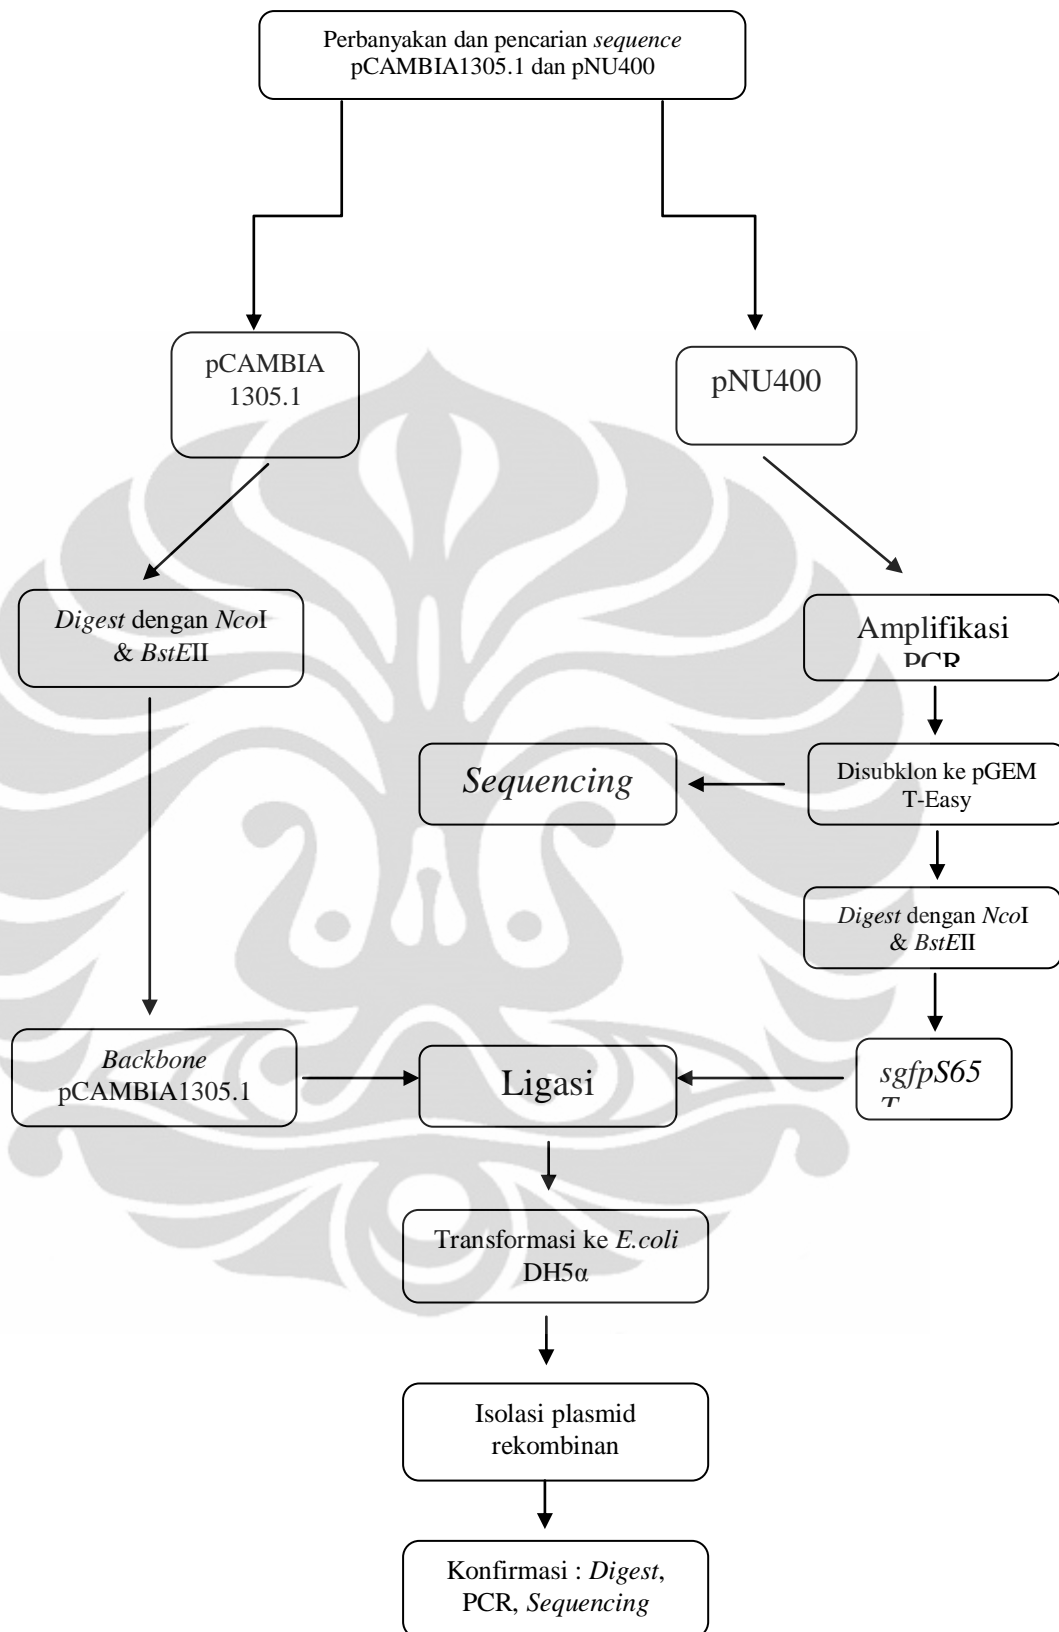 Perbanyakan dan pencarian sequence
pCAMBIA1305.1 dan pNU400
pCAMBIA
1305.1
pNU400
Digest dengan NcoI
& BstEII
Amplifikasi
PCR
Sequencing
Disubklon ke pGEM
T-Easy
Digest dengan NcoI
& BstEII
Backbone
pCAMBIA1305.1
Ligasi
sgfpS65
T
Transformasi ke E.coli
DH5α
Isolasi plasmid
rekombinan
Konfirmasi : Digest,
PCR, Sequencing